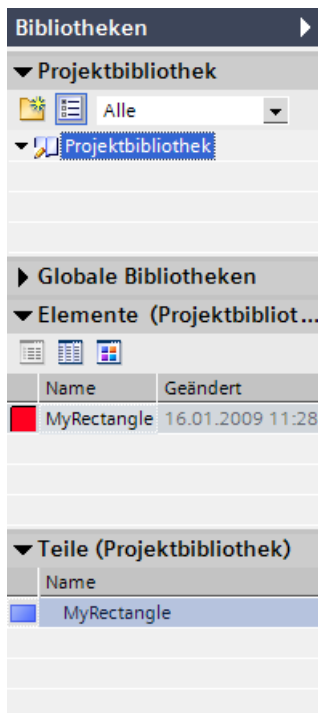 Bibliotheken
Projektbibliothek
Alle
Projektbibliothek
Globale Bibliotheken
Elemente (Projektbibliot...
Name Geändert
MyRectangle 16.01.2009 11:28
Teile (Projektbibliothek)
Name
MyRectangle